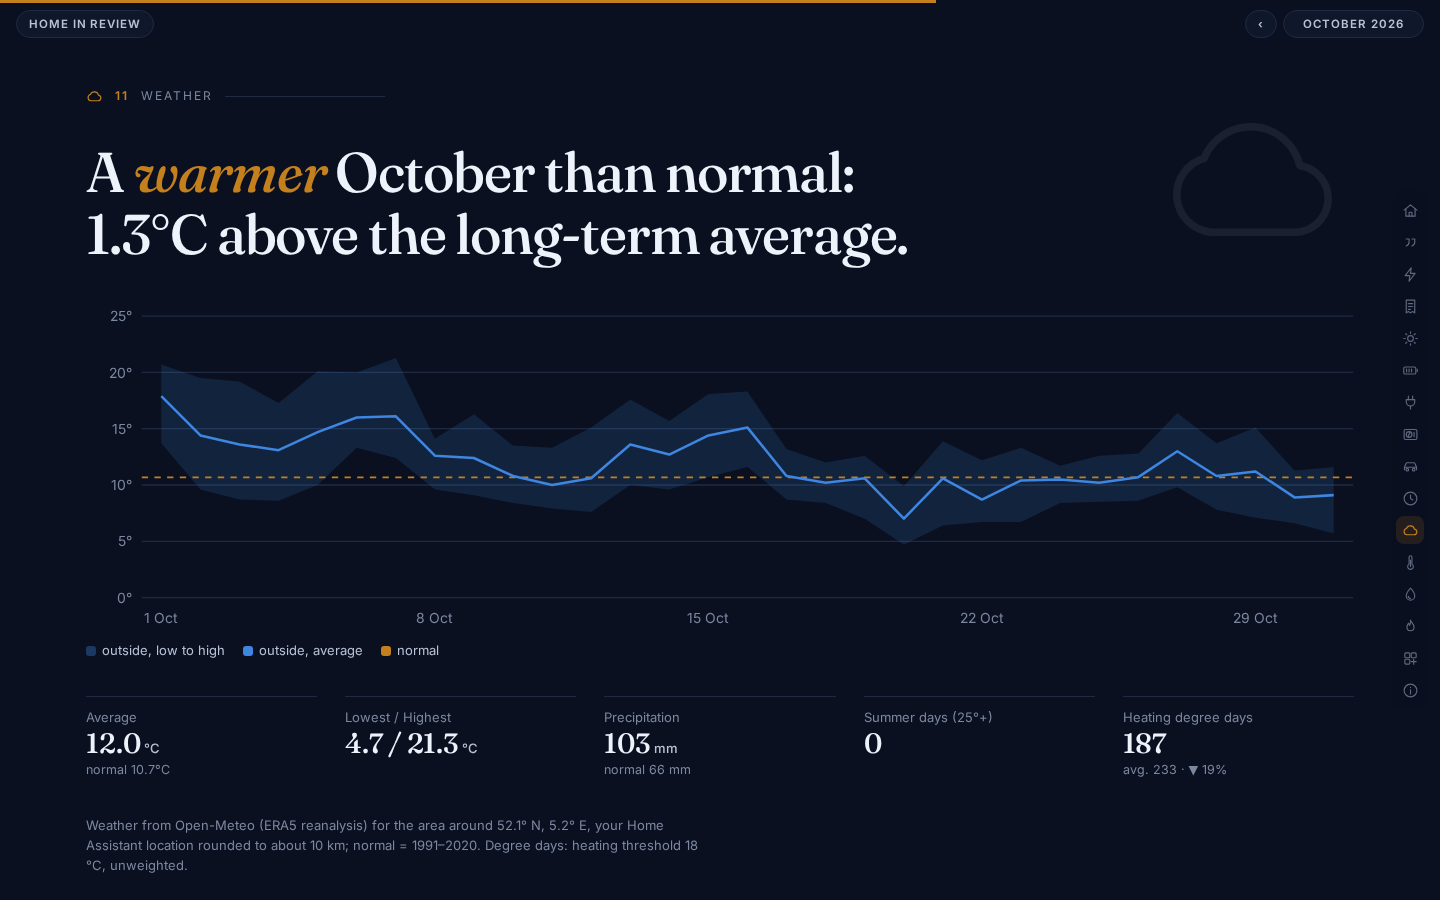 HOME IN REVIEW
‹
OCTOBER 2026
11 WEATHER
A warmer October than normal:
1.3°C above the long-term average.
25°
20°
15°
10°
5°
0°
1 Oct
8 Oct
15 Oct
22 Oct
29 Oct
outside, low to high
outside, average
normal
Average
12.0 °C
normal 10.7°C
Lowest / Highest
4.7 / 21.3 °C
Precipitation
103 mm
normal 66 mm
Summer days (25°+)
0
Heating degree days
187
avg. 233 · ▼ 19%
Weather from Open-Meteo (ERA5 reanalysis) for the area around 52.1° N, 5.2° E, your Home
Assistant location rounded to about 10 km; normal = 1991–2020. Degree days: heating threshold 18
°C, unweighted.